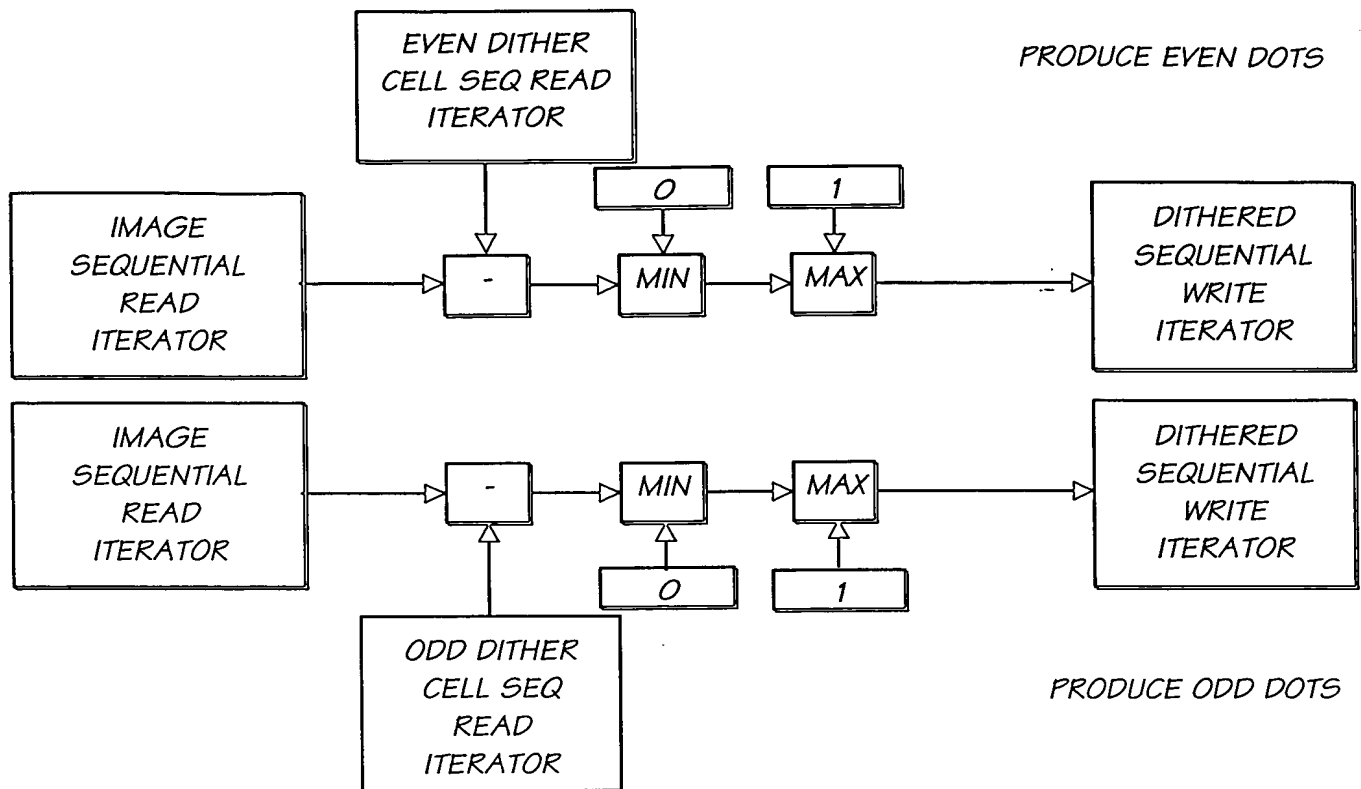 EVEN DITHER
CELL SEQ READ
ITERATOR
PRODUCE EVEN DOTS
0
1
IMAGE
SEQUENTIAL
READ
ITERATOR
-
MIN
MAX
DITHERED
SEQUENTIAL
WRITE
ITERATOR
IMAGE
SEQUENTIAL
READ
ITERATOR
-
MIN
MAX
DITHERED
SEQUENTIAL
WRITE
ITERATOR
0
1
ODD DITHER
CELL SEQ
READ
ITERATOR
PRODUCE ODD DOTS